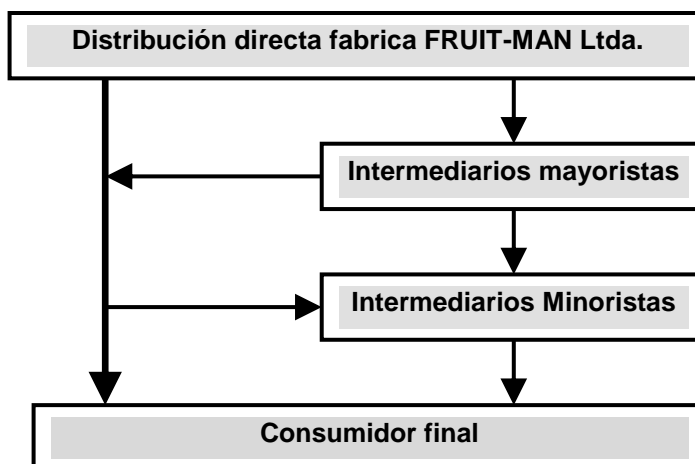 Distribución directa fabrica FRUIT-MAN Ltda.
Intermediarios mayoristas
Intermediarios Minoristas
Consumidor final